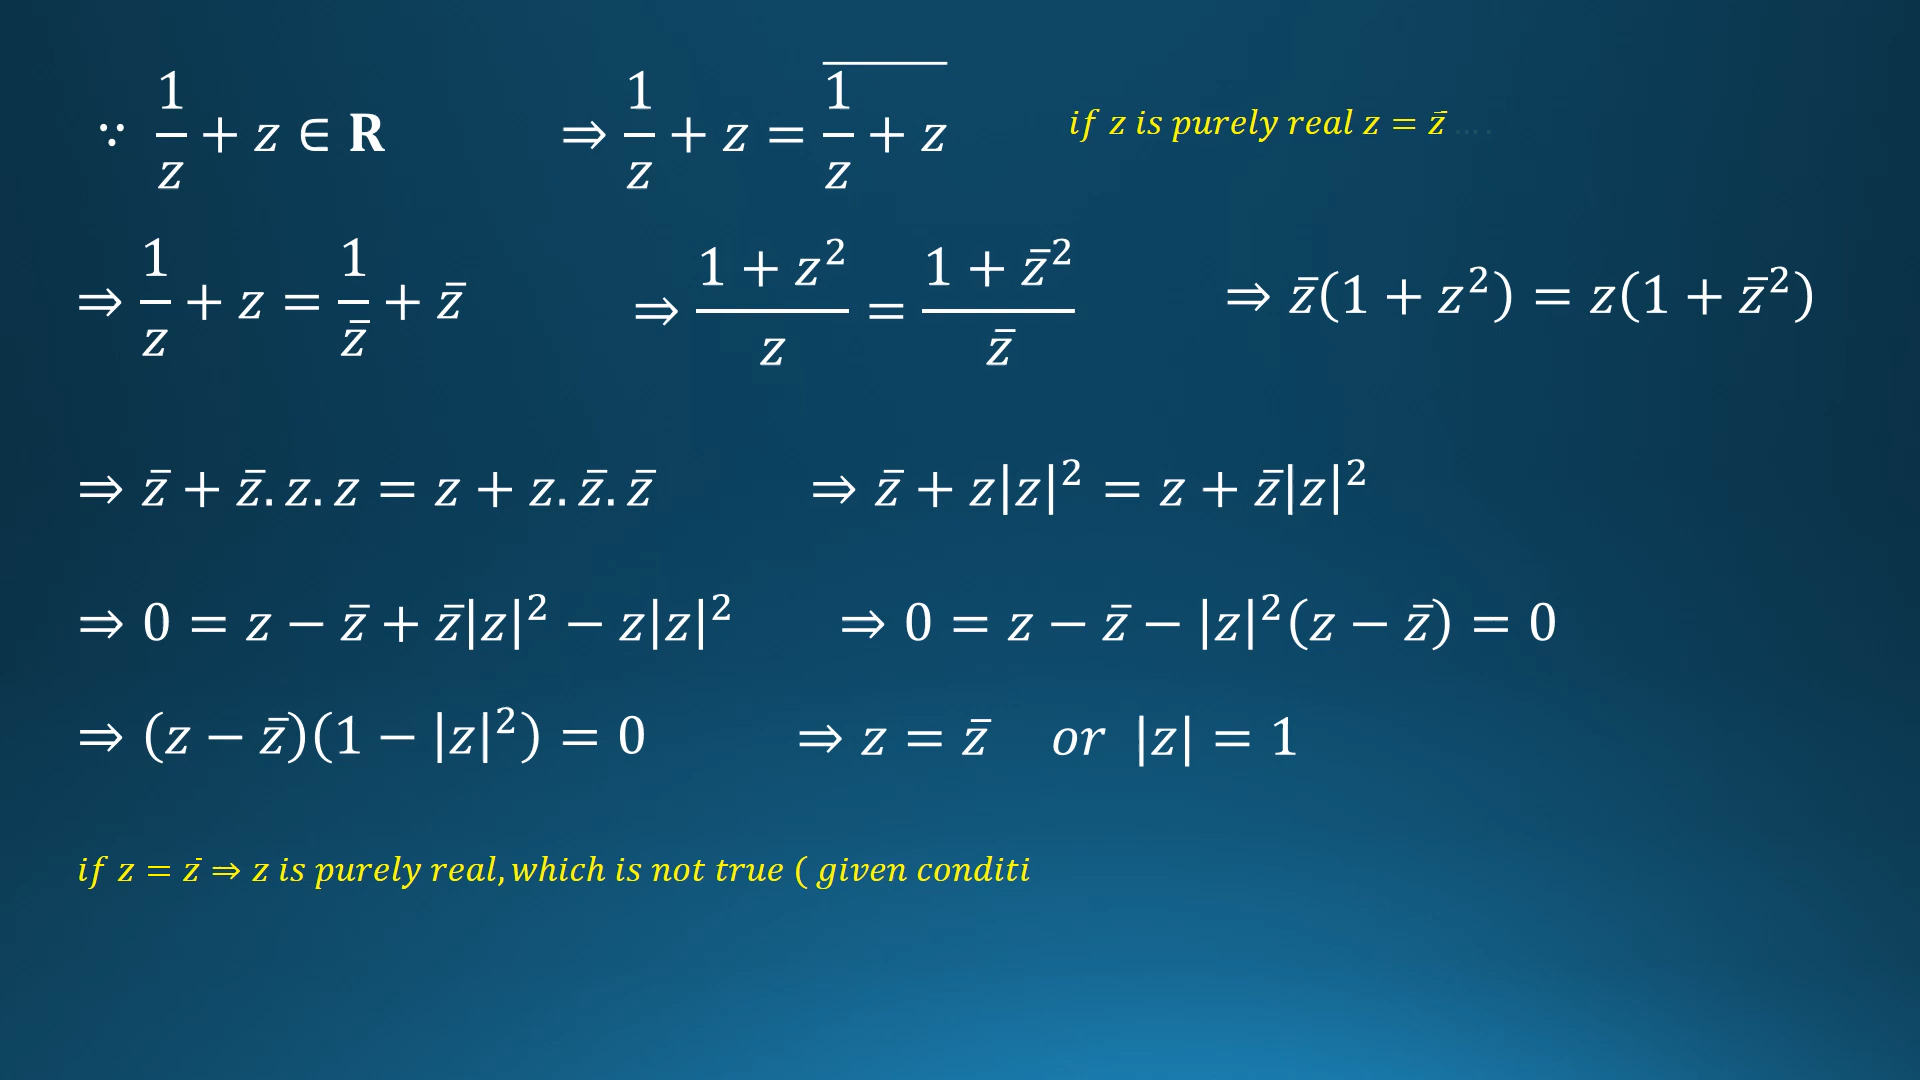 ∵ 1/z + z ∈ R ⇒ 1/z + z = \overline{1/z + z} if z is purely real z = z̄ ....
⇒ 1/z + z = 1/z̄ + z̄ ⇒ (1 + z²)/z = (1 + z̄²)/z̄ ⇒ z̄(1 + z²) = z(1 + z̄²)
⇒ z̄ + z̄.z.z = z + z.z̄.z̄ ⇒ z̄ + z|z|² = z + z̄|z|²
⇒ 0 = z − z̄ + z̄|z|² − z|z|² ⇒ 0 = z − z̄ − |z|²(z − z̄) = 0
⇒ (z − z̄)(1 − |z|²) = 0 ⇒ z = z̄ or |z| = 1
if z = z̄ ⇒ z is purely real, which is not true ( given conditi